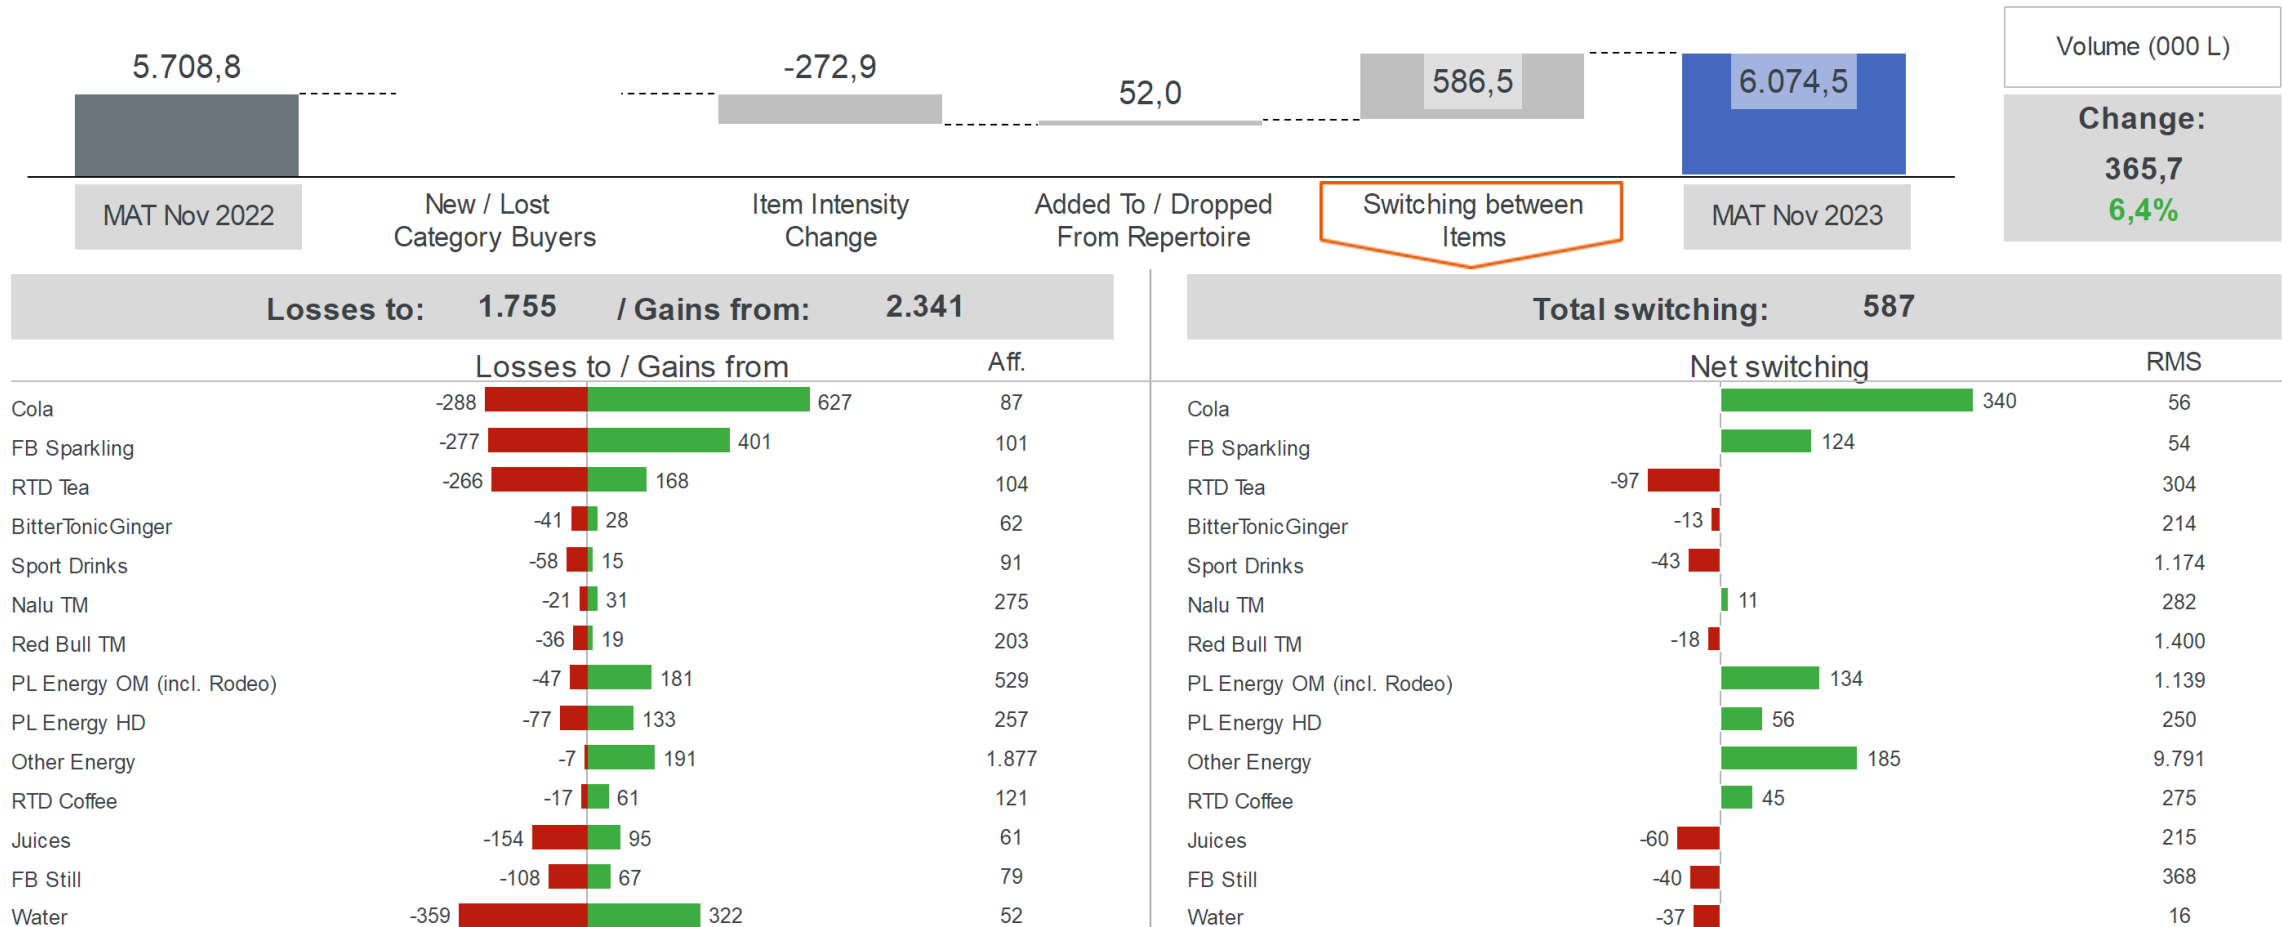 5.708,8
-272,9
52,0
586,5
6.074,5
Volume (000 L)
Change:
365,7
6,4%
MAT Nov 2022
New / Lost
Category Buyers
Item Intensity
Change
Added To / Dropped
From Repertoire
Switching between
Items
MAT Nov 2023
Losses to: 1.755 / Gains from: 2.341
Losses to / Gains from Aff.
Cola -288 627 87
FB Sparkling -277 401 101
RTD Tea -266 168 104
BitterTonicGinger -41 28 62
Sport Drinks -58 15 91
Nalu TM -21 31 275
Red Bull TM -36 19 203
PL Energy OM (incl. Rodeo) -47 181 529
PL Energy HD -77 133 257
Other Energy -7 191 1.877
RTD Coffee -17 61 121
Juices -154 95 61
FB Still -108 67 79
Water -359 322 52
Total switching: 587
Net switching RMS
Cola 340 56
FB Sparkling 124 54
RTD Tea -97 304
BitterTonicGinger -13 214
Sport Drinks -43 1.174
Nalu TM 11 282
Red Bull TM -18 1.400
PL Energy OM (incl. Rodeo) 134 1.139
PL Energy HD 56 250
Other Energy 185 9.791
RTD Coffee 45 275
Juices -60 215
FB Still -40 368
Water -37 16